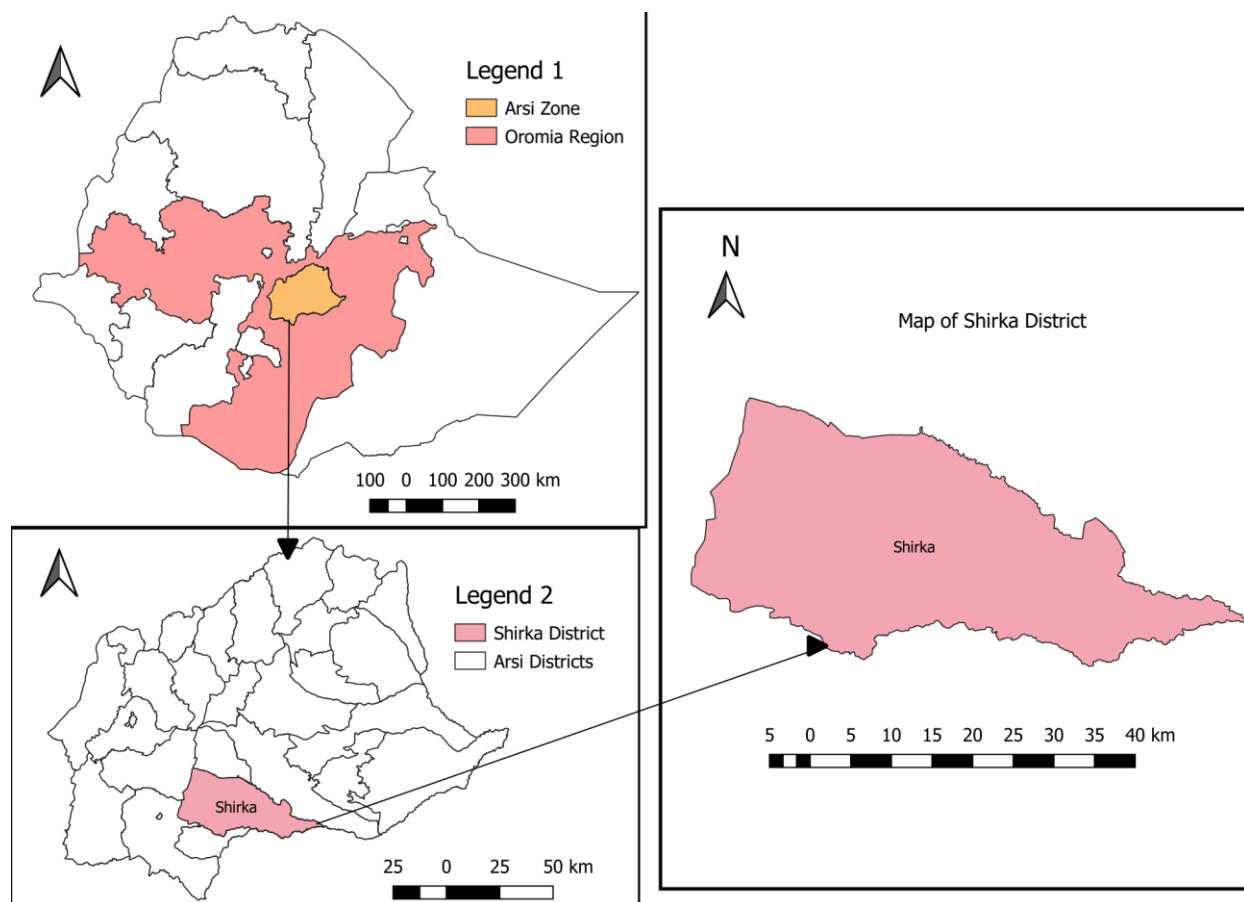 Legend 1
Arsi Zone
Oromia Region
100 0 100 200 300 km
Legend 2
Shirka District
Arsi Districts
Shirka
25 0 25 50 km
N
Map of Shirka District
Shirka
5 0 5 10 15 20 25 30 35 40 km